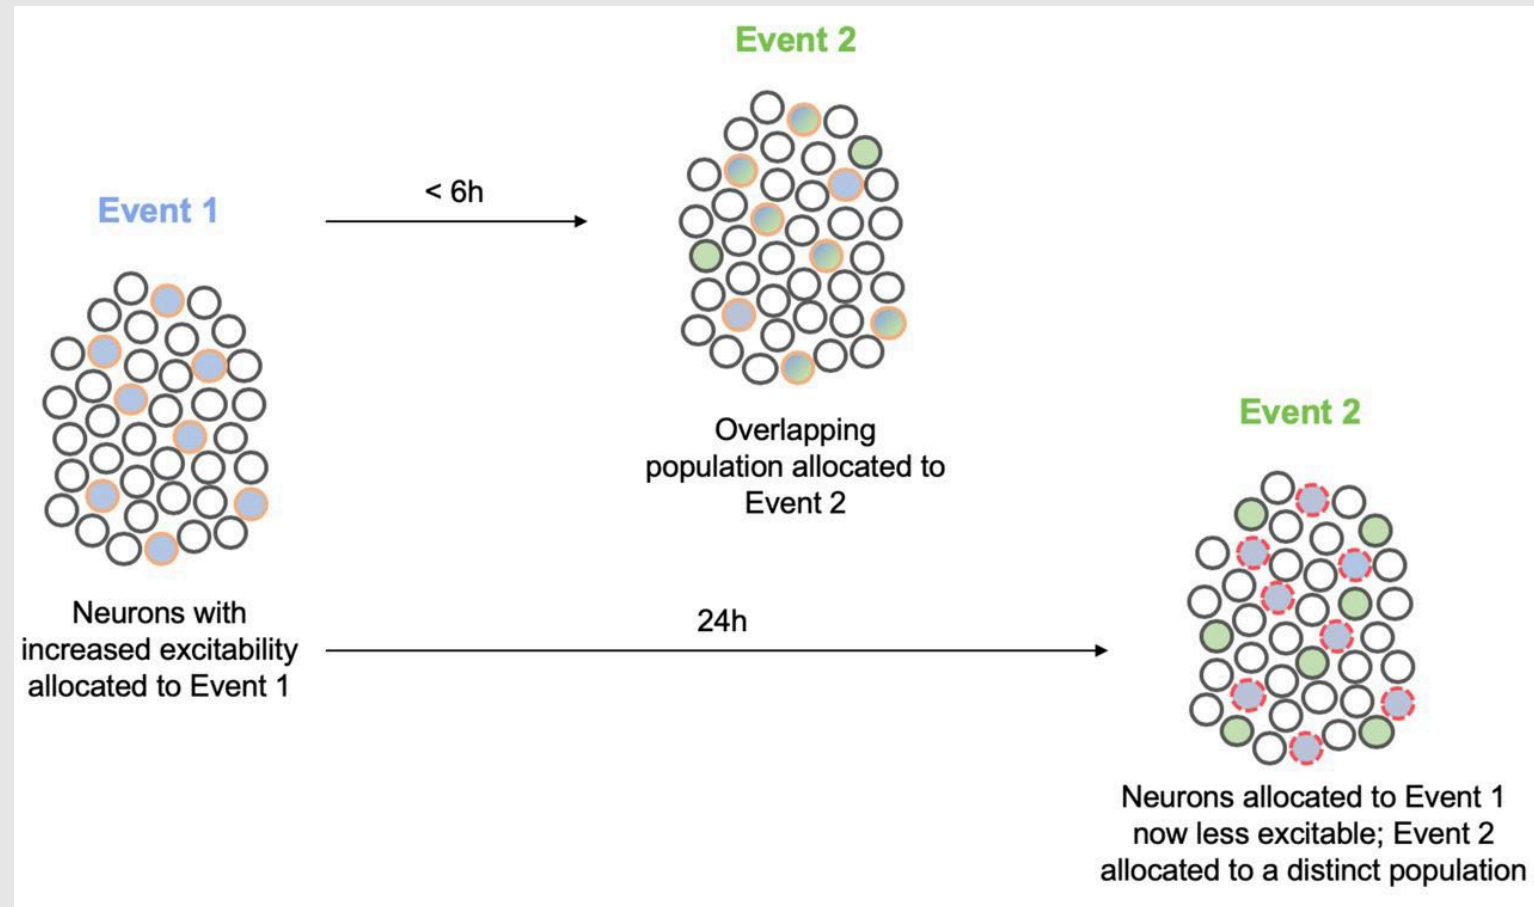 Event 1
Neurons with
increased excitability
allocated to Event 1
< 6h
Event 2
Overlapping
population allocated to
Event 2
24h
Event 2
Neurons allocated to Event 1
now less excitable; Event 2
allocated to a distinct population